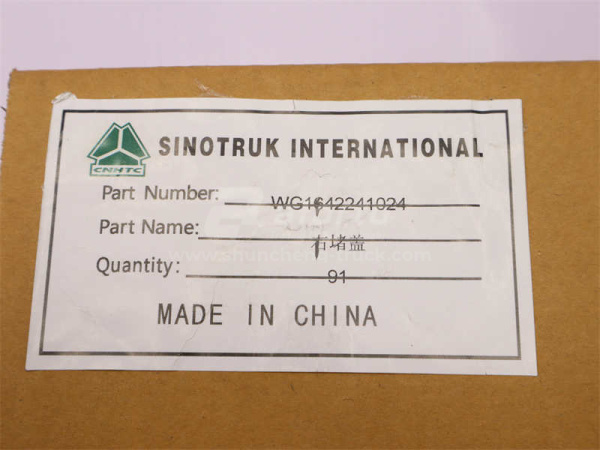 SINOTRUK INTERNATIONAL
CNHTC
Part Number: WG1642241024
Part Name: 右堵盖
Quantity: 91
MADE IN CHINA